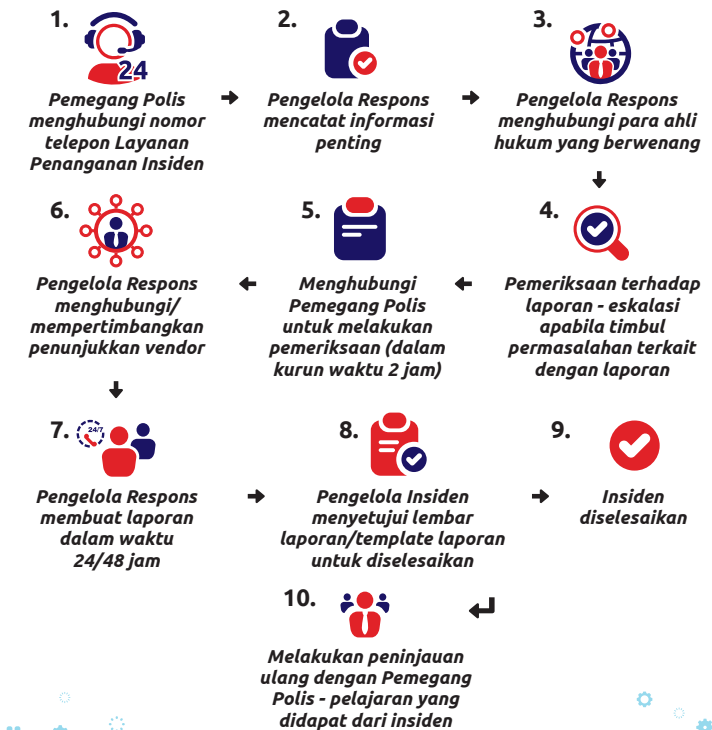 1.
24
Pemegang Polis
menghubungi nomor
telepon Layanan
Penanganan Insiden
2.
Pengelola Respons
mencatat informasi
penting
3.
Pengelola Respons
menghubungi para ahli
hukum yang berwenang
4.
Pemeriksaan terhadap
laporan - eskalasi
apabila timbul
permasalahan terkait
dengan laporan
5.
Menghubungi
Pemegang Polis
untuk melakukan
pemeriksaan (dalam
kurun waktu 2 jam)
6.
Pengelola Respons
menghubungi/
mempertimbangkan
penunjukkan vendor
7.
24/7
Pengelola Respons
membuat laporan
dalam waktu
24/48 jam
8.
Pengelola Insiden
menyetujui lembar
laporan/template laporan
untuk diselesaikan
9.
Insiden
diselesaikan
10.
Melakukan peninjauan
ulang dengan Pemegang
Polis - pelajaran yang
didapat dari insiden